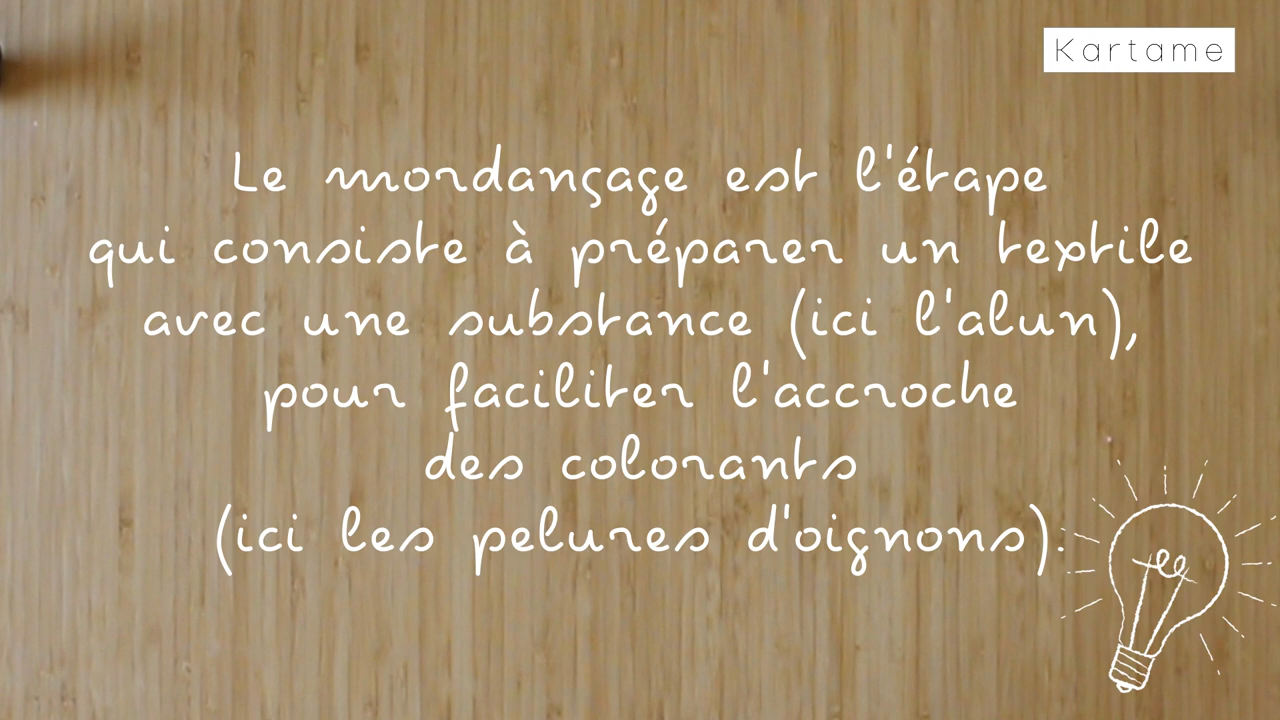 Kartame
Le mordançage est l'étape
qui consiste à préparer un textile
avec une substance (ici l'alun),
pour faciliter l'accroche
des colorants
(ici les pelures d'oignons).